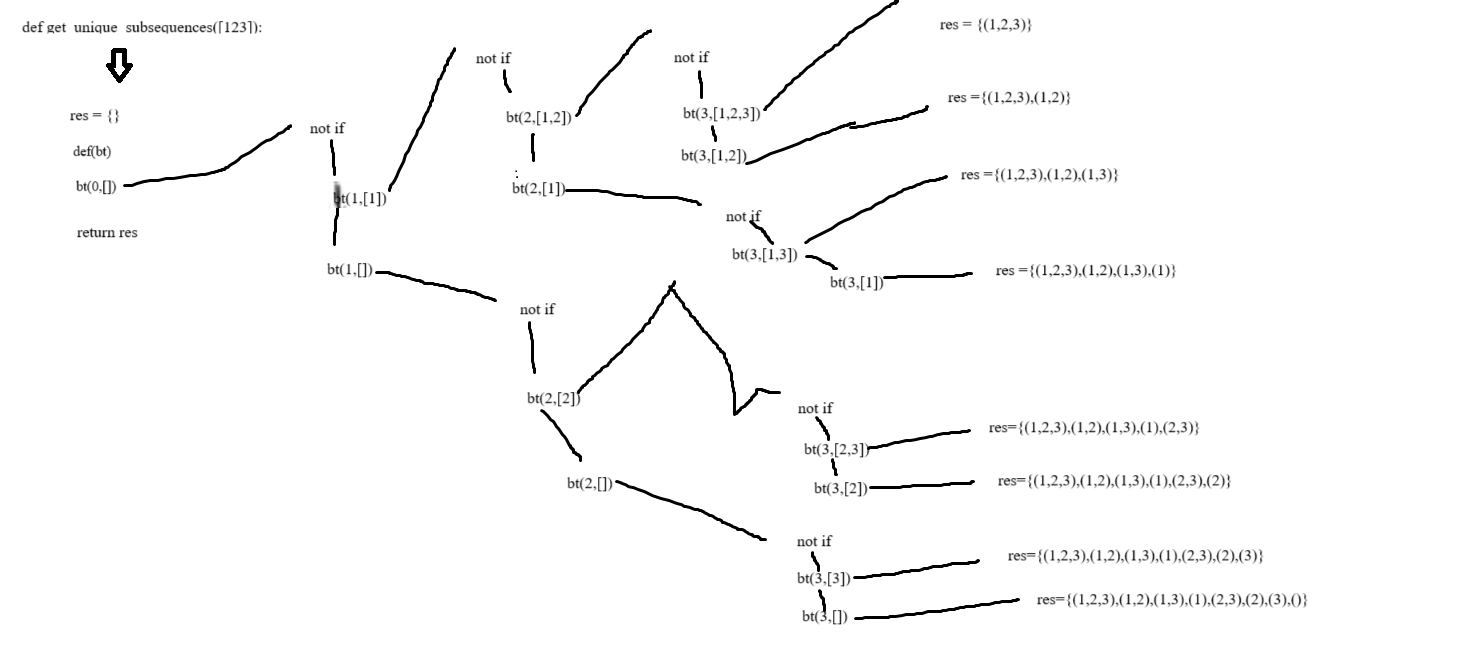 def get unique subsequences([123]):
res = {}
def(bt)
bt(0,[])
return res
not if
bt(1,[1])
bt(1,[])
not if
bt(2,[1,2])
bt(2,[1])
not if
bt(3,[1,2,3])
bt(3,[1,2])
res = {(1,2,3)}
res ={(1,2,3),(1,2)}
not if
bt(3,[1,3])
bt(3,[1])
res ={(1,2,3),(1,2),(1,3)}
res ={(1,2,3),(1,2),(1,3),(1)}
not if
bt(2,[2])
bt(2,[])
not if
bt(3,[2,3])
bt(3,[2])
res={(1,2,3),(1,2),(1,3),(1),(2,3)}
res={(1,2,3),(1,2),(1,3),(1),(2,3),(2)}
not if
bt(3,[3])
bt(3,[])
res={(1,2,3),(1,2),(1,3),(1),(2,3),(2),(3)}
res={(1,2,3),(1,2),(1,3),(1),(2,3),(2),(3),()}